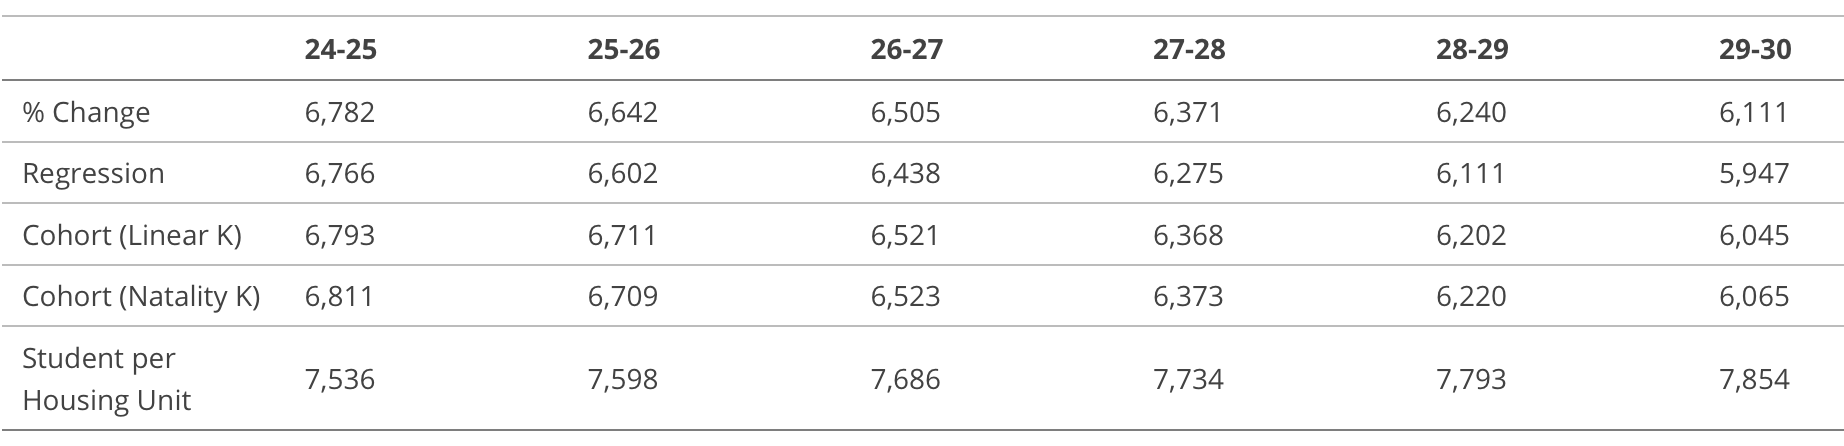 24-25 25-26 26-27 27-28 28-29 29-30
% Change 6,782 6,642 6,505 6,371 6,240 6,111
Regression 6,766 6,602 6,438 6,275 6,111 5,947
Cohort (Linear K) 6,793 6,711 6,521 6,368 6,202 6,045
Cohort (Natality K) 6,811 6,709 6,523 6,373 6,220 6,065
Student per
Housing Unit 7,536 7,598 7,686 7,734 7,793 7,854